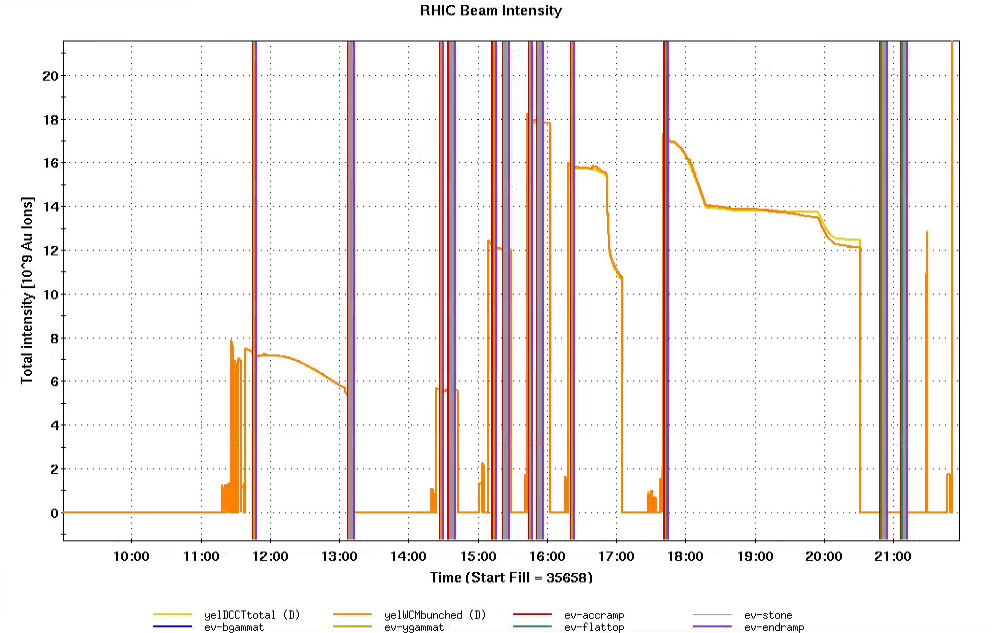 RHIC Beam Intensity
Total intensity [10^9 Au Ions]
20
18
16
14
12
10
8
6
4
2
0
10:00 11:00 12:00 13:00 14:00 15:00 16:00 17:00 18:00 19:00 20:00 21:00
Time (Start Fill = 35658)
yelDCCTtotal (D) yelWCMbunched (D) ev-accramp ev-stone
ev-bgammat ev-ygammat ev-flattop ev-endramp